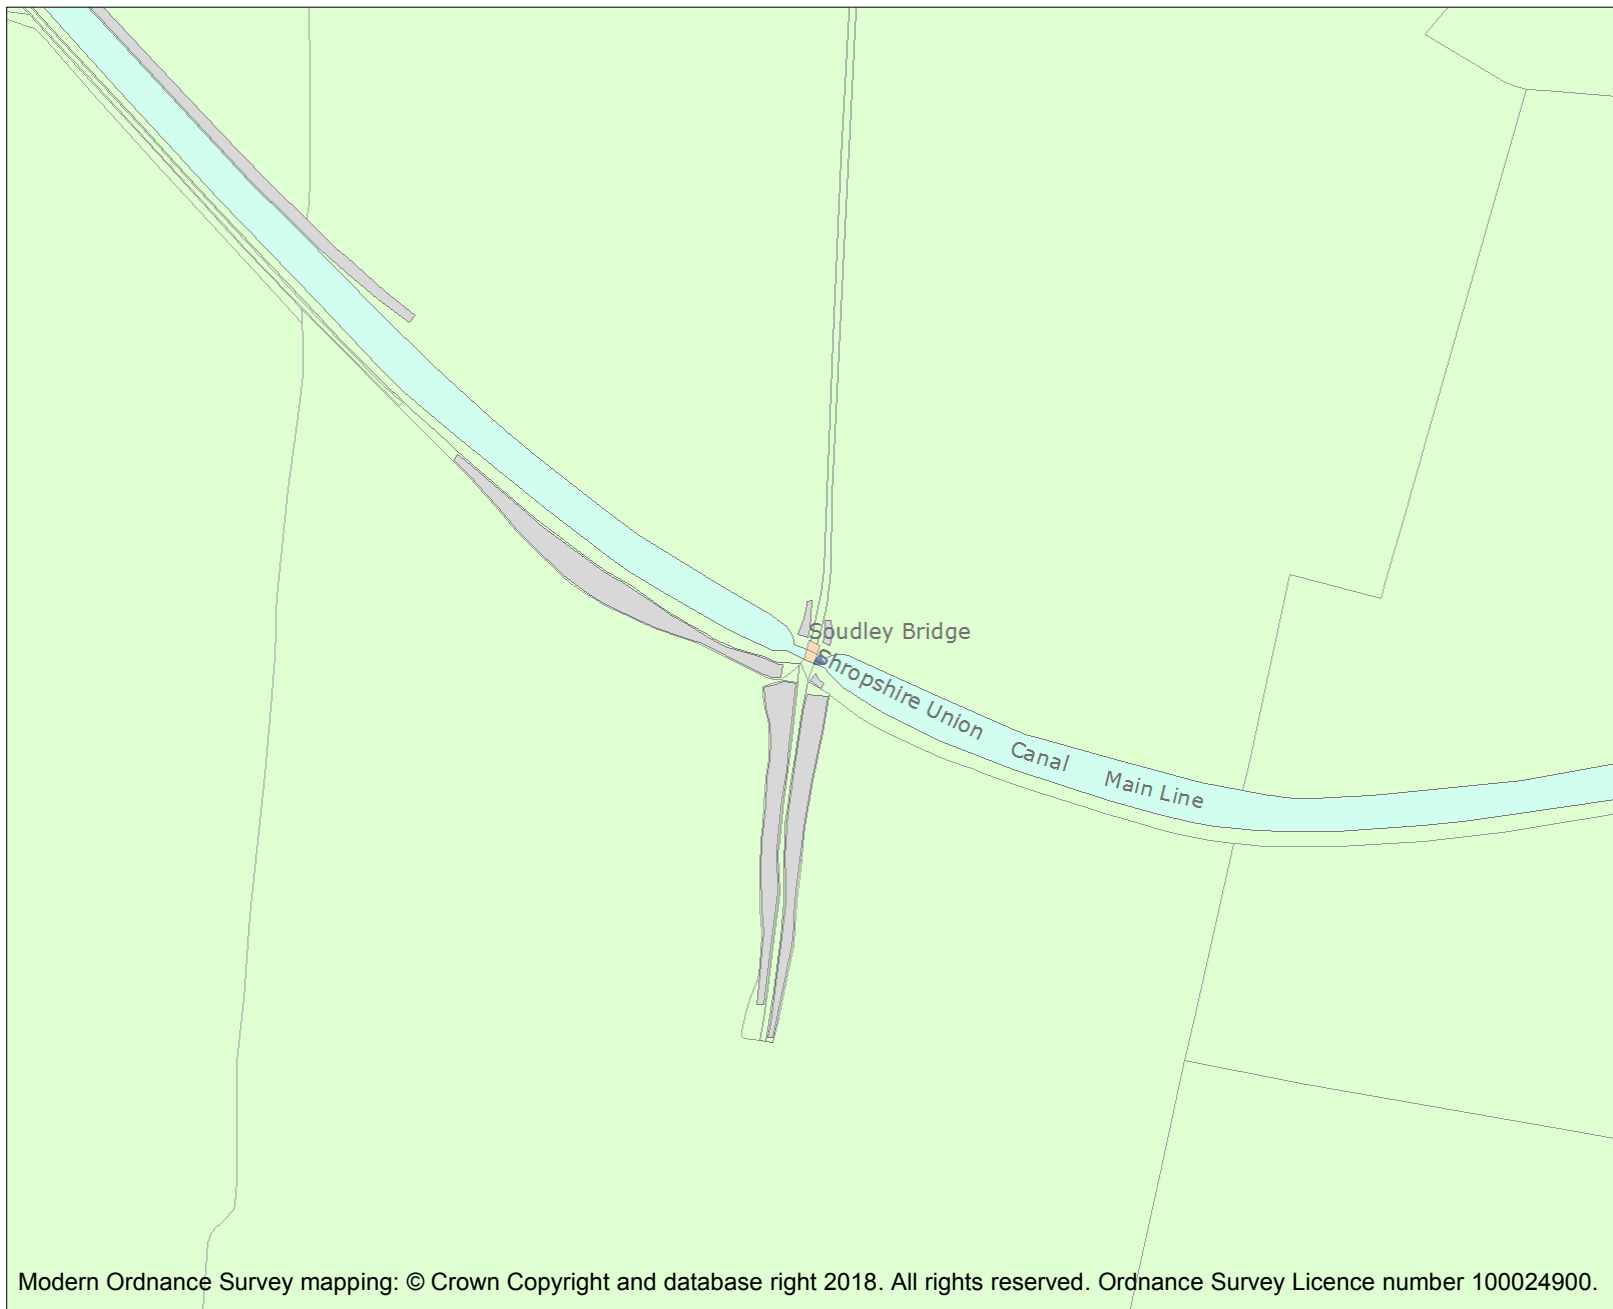 Soudley Bridge
Shropshire Union Canal Main Line
Modern Ordnance Survey mapping: © Crown Copyright and database right 2018. All rights reserved. Ordnance Survey Licence number 100024900.